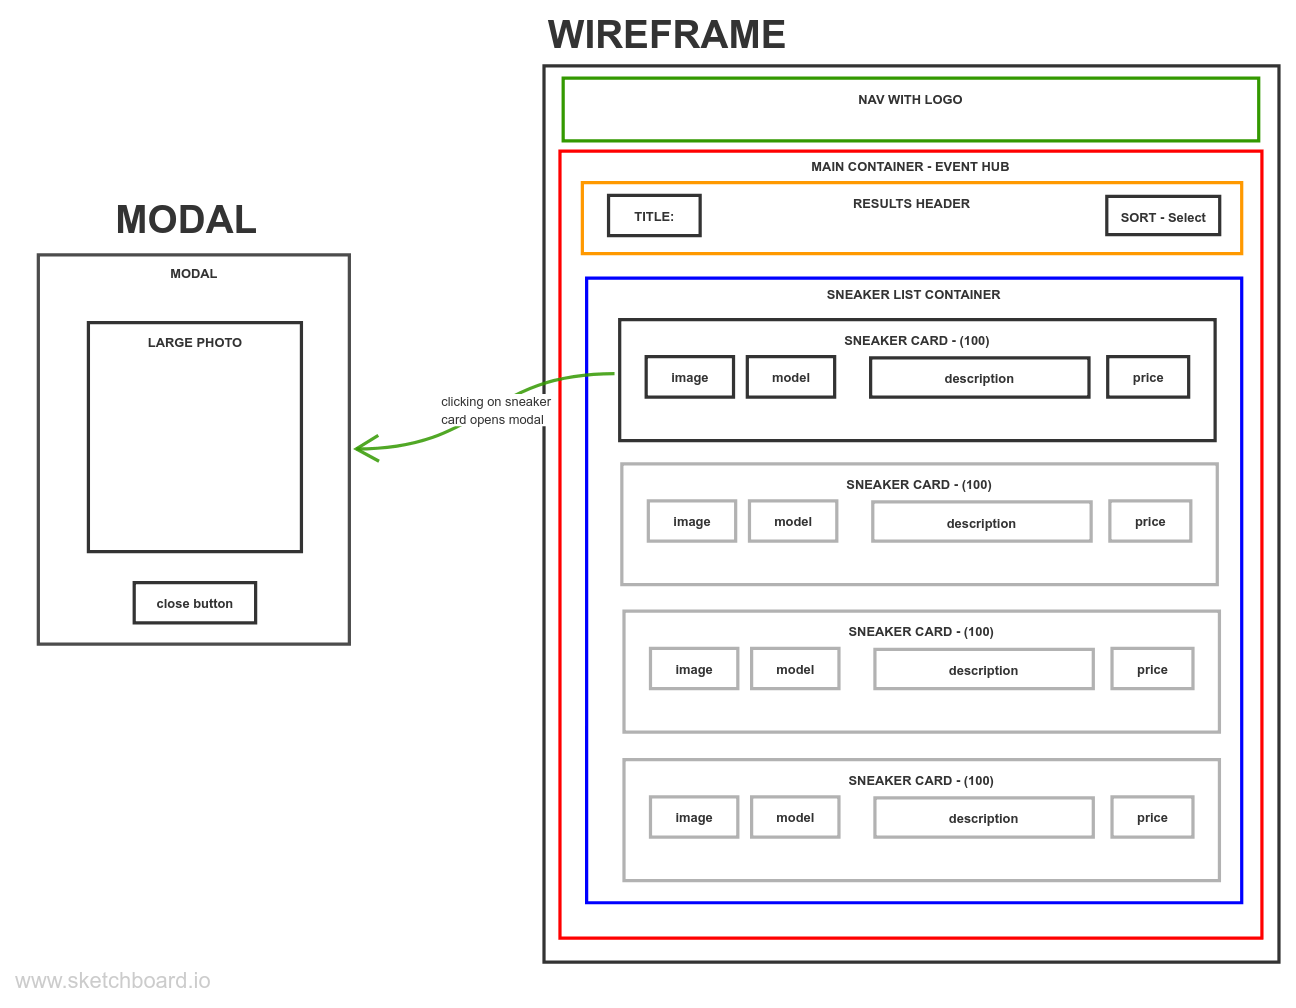 WIREFRAME
NAV WITH LOGO
MAIN CONTAINER - EVENT HUB
TITLE:
RESULTS HEADER
SORT - Select
SNEAKER LIST CONTAINER
SNEAKER CARD - (100)
image
model
description
price
SNEAKER CARD - (100)
image
model
description
price
SNEAKER CARD - (100)
image
model
description
price
SNEAKER CARD - (100)
image
model
description
price
clicking on sneaker
card opens modal
MODAL
MODAL
LARGE PHOTO
close button
www.sketchboard.io